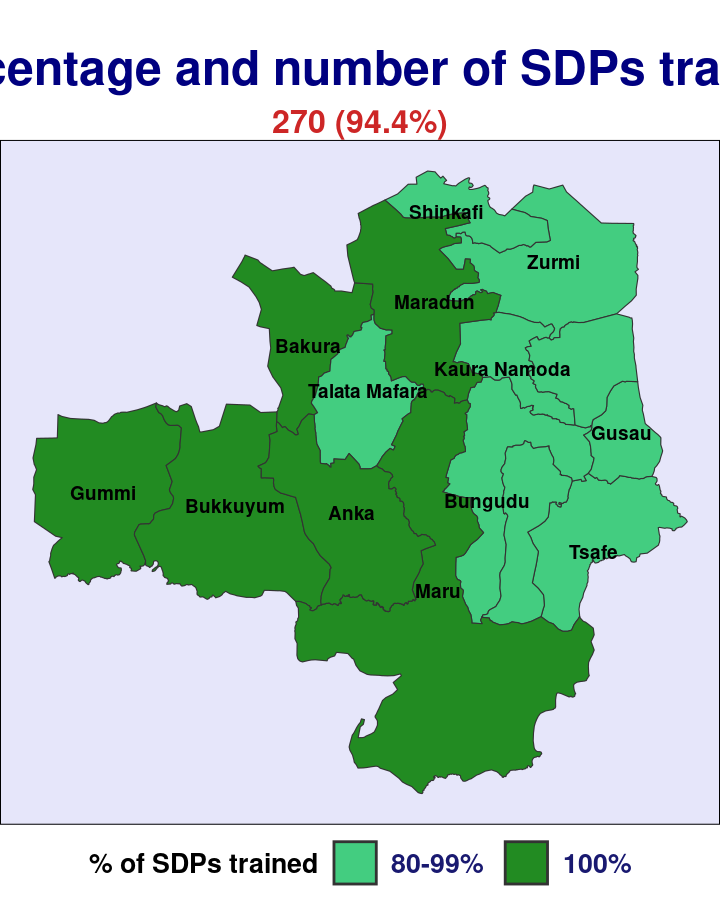 centage and number of SDPs tra
270 (94.4%)
Shinkafi
Zurmi
Maradun
Bakura
Kaura Namoda
Talata Mafara
Gusau
Gummi
Bukkuyum
Anka
Bungudu
Tsafe
Maru
% of SDPs trained 80-99% 100%